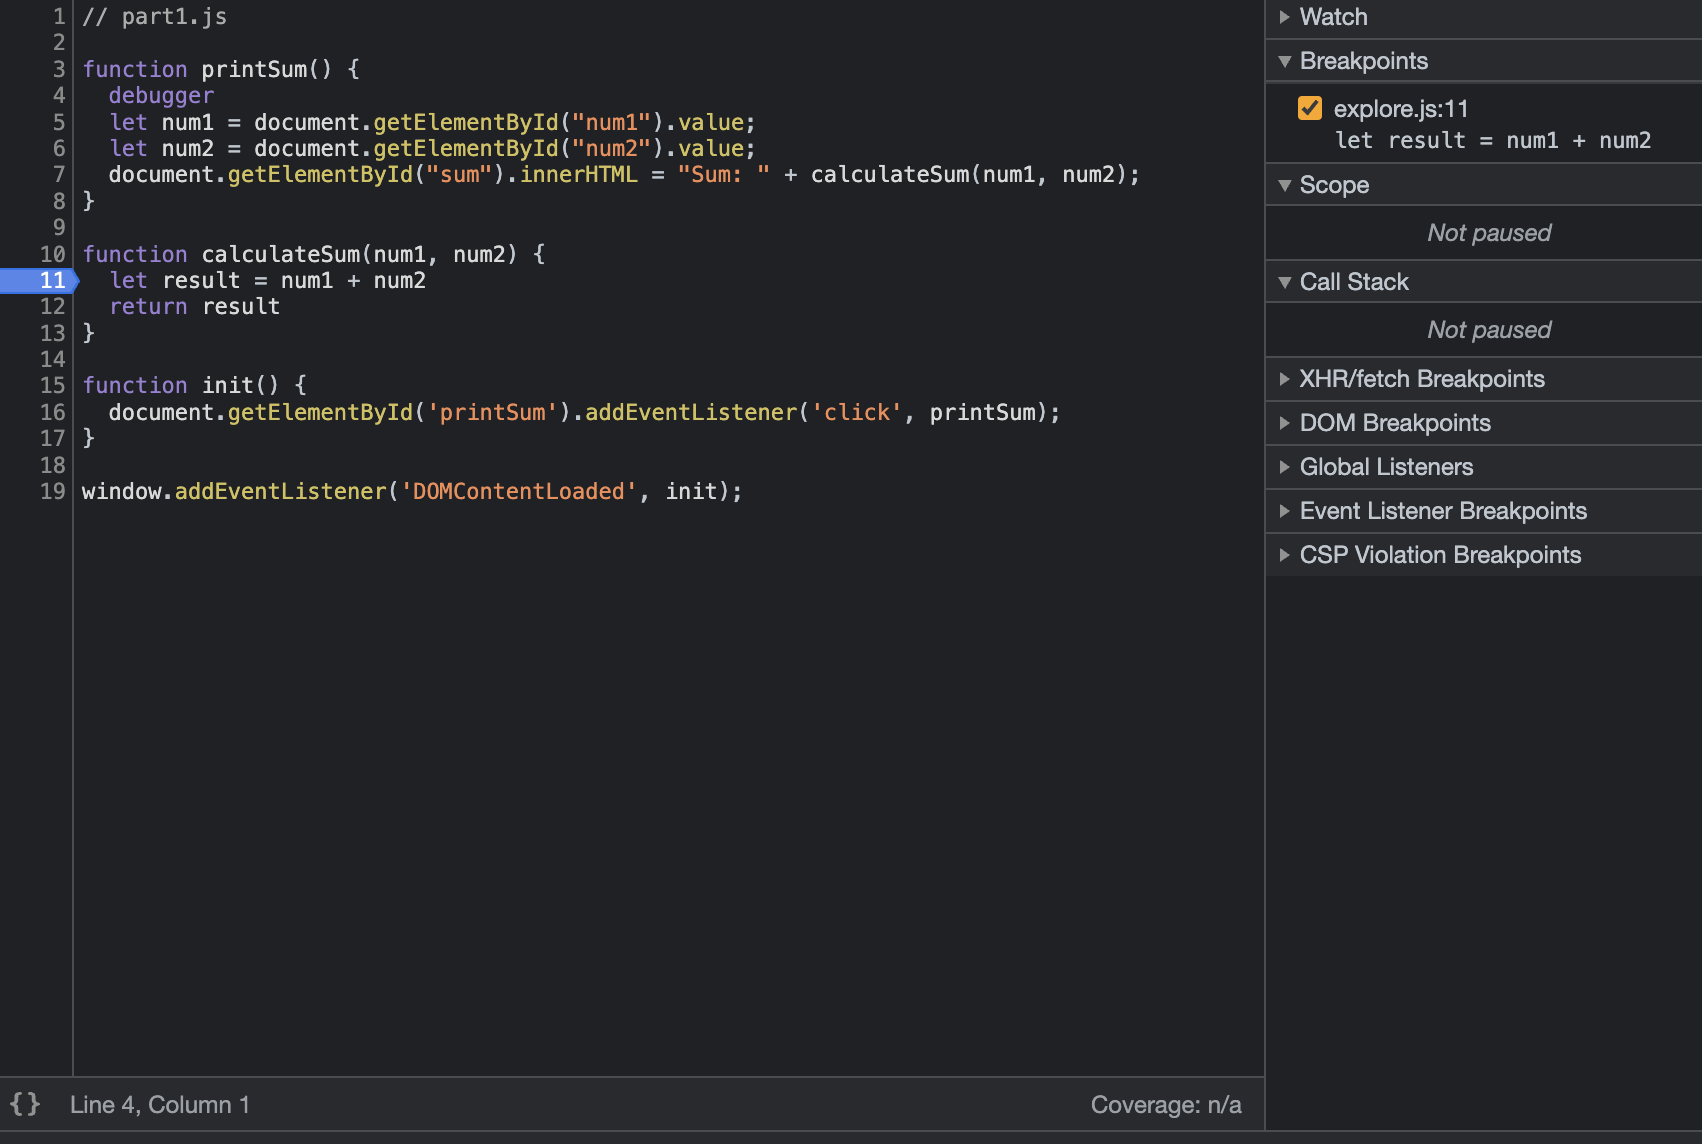 1 // part1.js
2
3 function printSum() {
4   debugger
5   let num1 = document.getElementById("num1").value;
6   let num2 = document.getElementById("num2").value;
7   document.getElementById("sum").innerHTML = "Sum: " + calculateSum(num1, num2);
8 }
9
10 function calculateSum(num1, num2) {
11   let result = num1 + num2
12   return result
13 }
14
15 function init() {
16   document.getElementById('printSum').addEventListener('click', printSum);
17 }
18
19 window.addEventListener('DOMContentLoaded', init);
{} Line 4, Column 1
Coverage: n/a
Watch
Breakpoints
explore.js:11
let result = num1 + num2
Scope
Not paused
Call Stack
Not paused
XHR/fetch Breakpoints
DOM Breakpoints
Global Listeners
Event Listener Breakpoints
CSP Violation Breakpoints